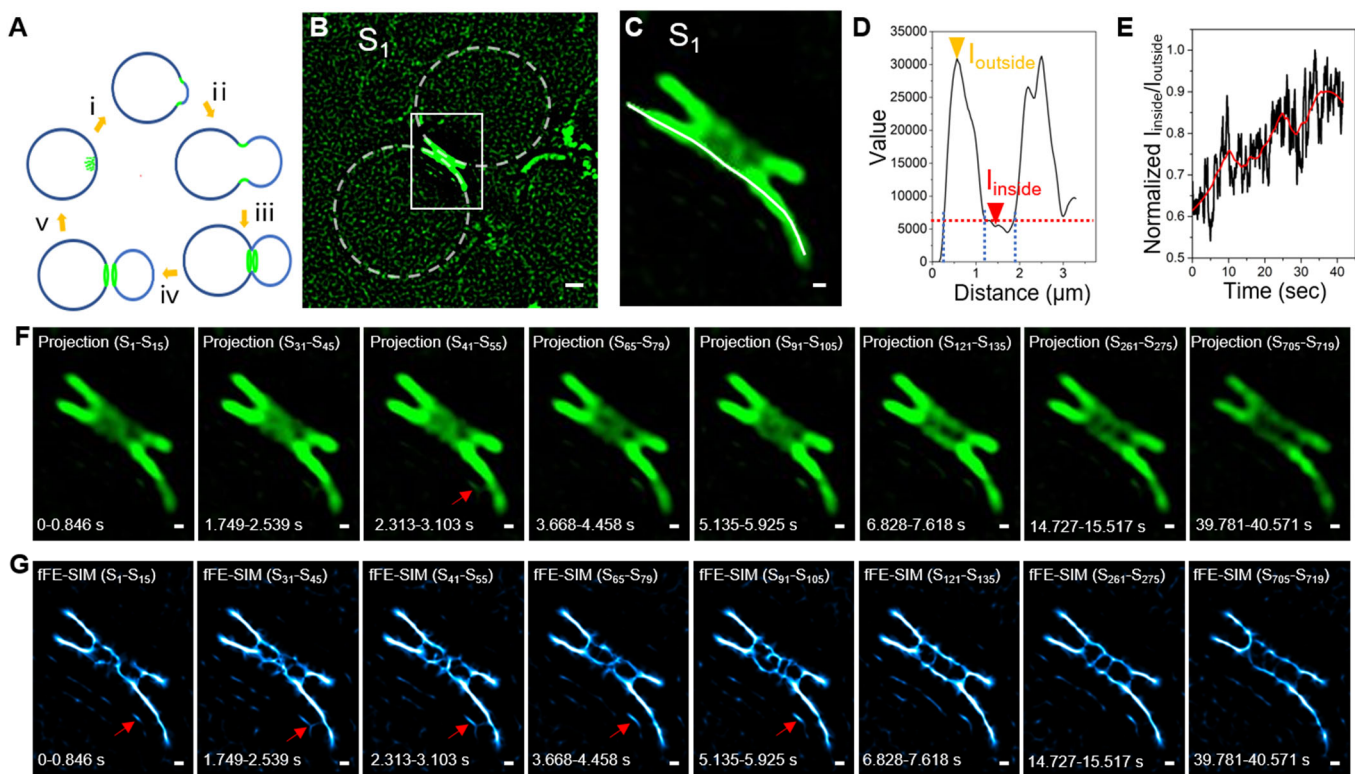 A
i
ii
iii
iv
v
B
S1
C
S1
D
35000
30000
25000
20000
15000
10000
5000
0
Value
Ioutside
Iinside
0 1 2 3
Distance (µm)
E
1.0
0.9
0.8
0.7
0.6
0.5
Normalized Iinside/Ioutside
0 10 20 30 40
Time (sec)
F
Projection (S1–S15)
0-0.846 s
Projection (S31–S45)
1.749-2.539 s
Projection (S41–S55)
2.313-3.103 s
Projection (S65–S79)
3.668-4.458 s
Projection (S91–S105)
5.135-5.925 s
Projection (S121–S135)
6.828-7.618 s
Projection (S261–S275)
14.727-15.517 s
Projection (S705–S719)
39.781-40.571 s
G
fFE-SIM (S1–S15)
0-0.846 s
fFE-SIM (S31–S45)
1.749-2.539 s
fFE-SIM (S41–S55)
2.313-3.103 s
fFE-SIM (S65–S79)
3.668-4.458 s
fFE-SIM (S91–S105)
5.135-5.925 s
fFE-SIM (S121–S135)
6.828-7.618 s
fFE-SIM (S261–S275)
14.727-15.517 s
fFE-SIM (S705–S719)
39.781-40.571 s